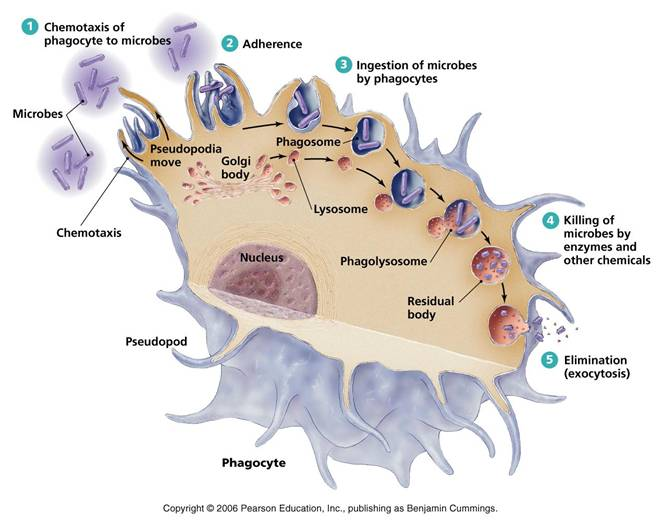 1 Chemotaxis of
phagocyte to microbes
2 Adherence
3 Ingestion of microbes
by phagocytes
Microbes
Pseudopodia
move
Phagosome
Golgi
body
Lysosome
Chemotaxis
4 Killing of
microbes by
enzymes and
other chemicals
Nucleus
Phagolysosome
Residual
body
Pseudopod
5 Elimination
(exocytosis)
Phagocyte
Copyright © 2006 Pearson Education, Inc., publishing as Benjamin Cummings.